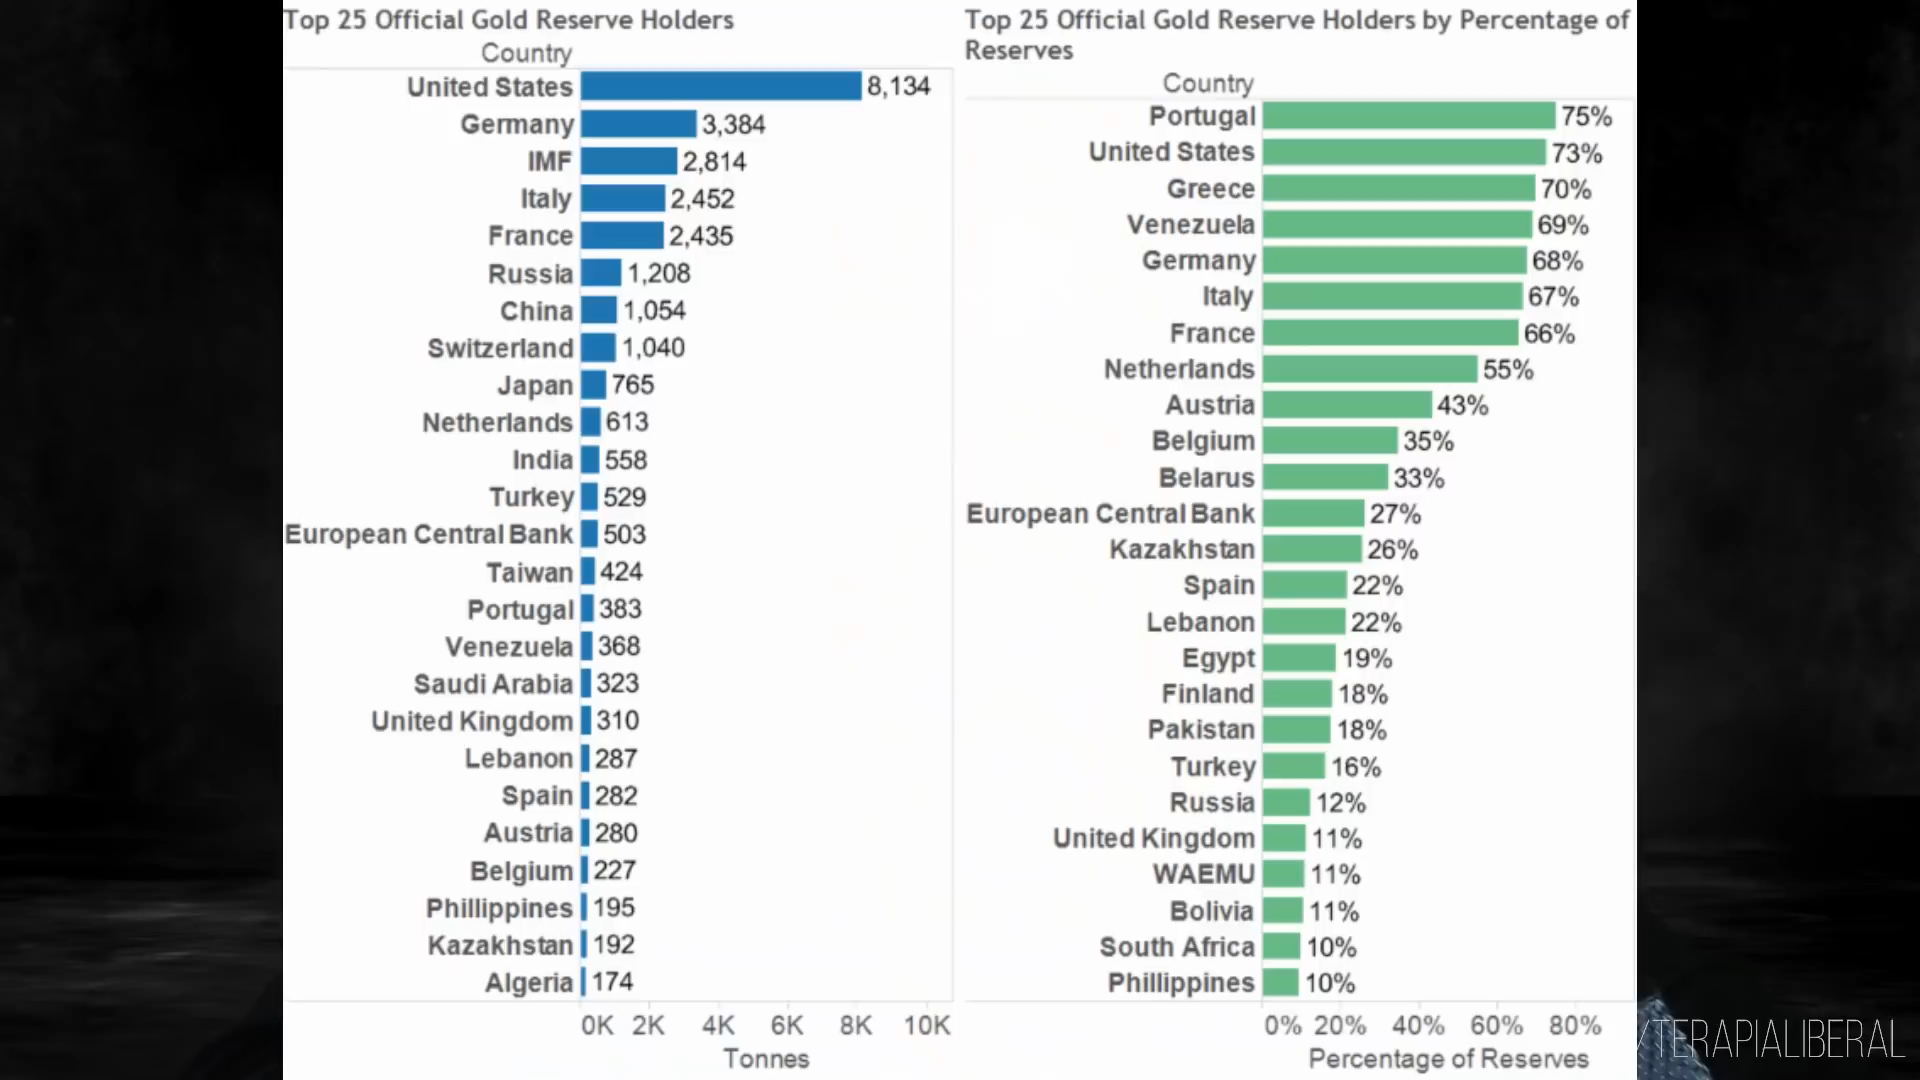 Top 25 Official Gold Reserve Holders
Country
United States 8,134
Germany 3,384
IMF 2,814
Italy 2,452
France 2,435
Russia 1,208
China 1,054
Switzerland 1,040
Japan 765
Netherlands 613
India 558
Turkey 529
European Central Bank 503
Taiwan 424
Portugal 383
Venezuela 368
Saudi Arabia 323
United Kingdom 310
Lebanon 287
Spain 282
Austria 280
Belgium 227
Phillippines 195
Kazakhstan 192
Algeria 174
0K 2K 4K 6K 8K 10K
Tonnes
Top 25 Official Gold Reserve Holders by Percentage of
Reserves
Country
Portugal 75%
United States 73%
Greece 70%
Venezuela 69%
Germany 68%
Italy 67%
France 66%
Netherlands 55%
Austria 43%
Belgium 35%
Belarus 33%
European Central Bank 27%
Kazakhstan 26%
Spain 22%
Lebanon 22%
Egypt 19%
Finland 18%
Pakistan 18%
Turkey 16%
Russia 12%
United Kingdom 11%
WAEMU 11%
Bolivia 11%
South Africa 10%
Phillippines 10%
0% 20% 40% 60% 80%
Percentage of Reserves
/TERAPIALIBERAL